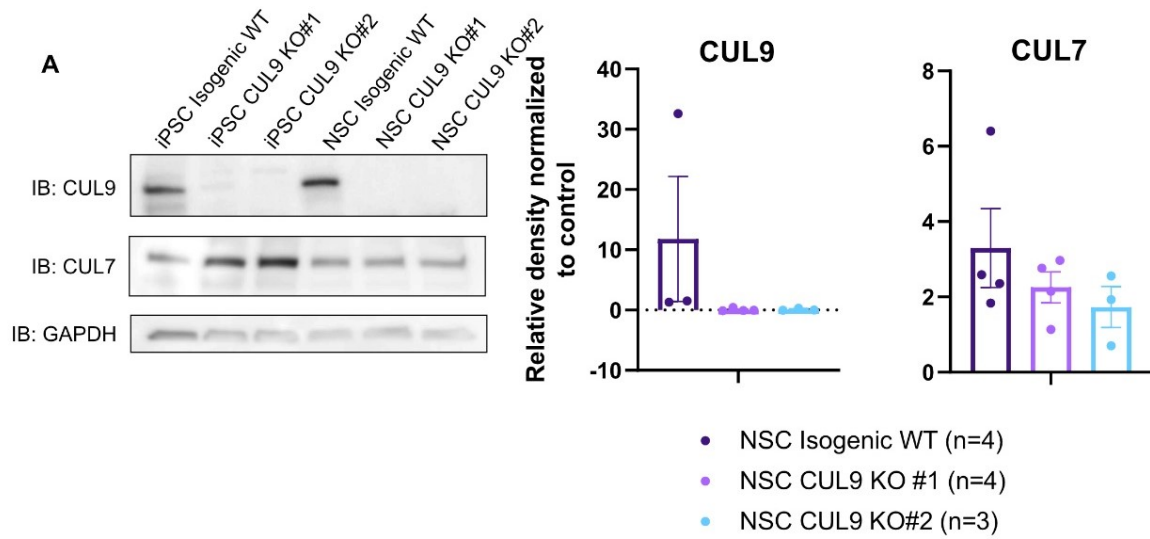 A
iPSC Isogenic WT
iPSC CUL9 KO#1
iPSC CUL9 KO#2
NSC Isogenic WT
NSC CUL9 KO#1
NSC CUL9 KO#2
IB: CUL9
IB: CUL7
IB: GAPDH
Relative density normalized
to control
CUL9
40
30
20
10
0
-10
CUL7
8
6
4
2
0
NSC Isogenic WT (n=4)
NSC CUL9 KO #1 (n=4)
NSC CUL9 KO#2 (n=3)